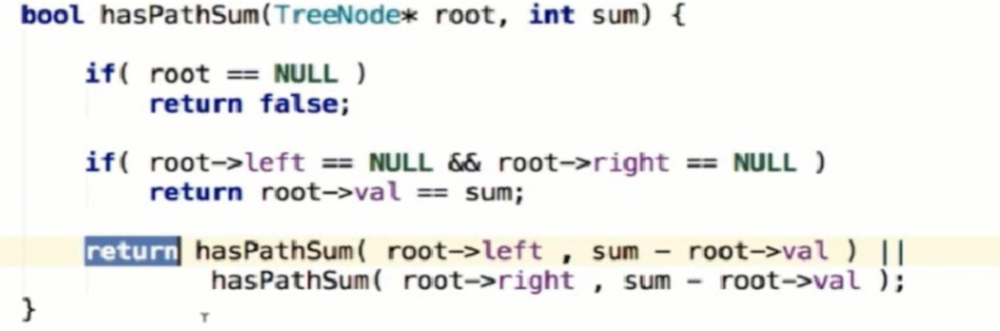 bool hasPathSum(TreeNode* root, int sum) {
if( root == NULL )
return false;
if( root->left == NULL && root->right == NULL )
return root->val == sum;
return hasPathSum( root->left , sum - root->val ) ||
hasPathSum( root->right , sum - root->val );
}